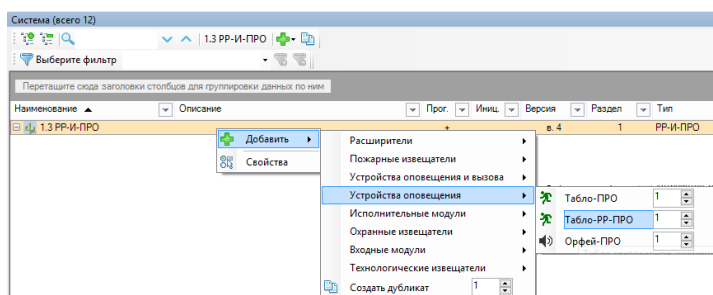 Система (всего 12)
1.3 РР-И-ПРО
Выберите фильтр
Перетащите сюда заголовки столбцов для группировки данных по ним
Наименование Описание Прог. Иниц. Версия Раздел Тип
1.3 РР-И-ПРО + в. 4 1 РР-И-ПРО
Добавить
Свойства
Расширители
Пожарные извещатели
Устройства оповещения и вызова
Устройства оповещения
Исполнительные модули
Охранные извещатели
Входные модули
Технологические извещатели
Создать дубликат 1
Табло-ПРО 1
Табло-РР-ПРО 1
Орфей-ПРО 1